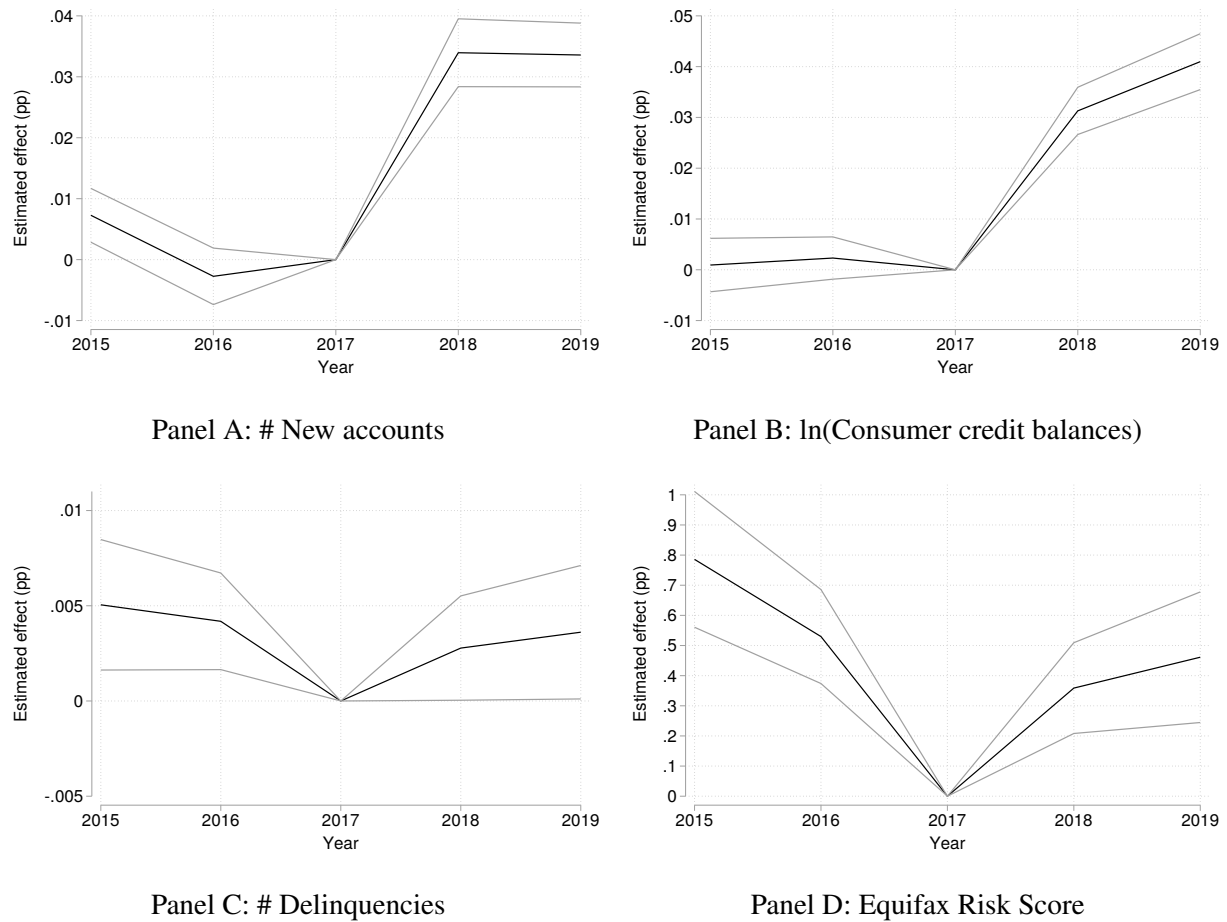 .04
.03
.02
.01
0
-.01
Estimated effect (pp)
2015 2016 2017 2018 2019
Year
Panel A: # New accounts
.05
.04
.03
.02
.01
0
-.01
Estimated effect (pp)
2015 2016 2017 2018 2019
Year
Panel B: ln(Consumer credit balances)
.01
.005
0
-.005
Estimated effect (pp)
2015 2016 2017 2018 2019
Year
Panel C: # Delinquencies
1
.9
.8
.7
.6
.5
.4
.3
.2
.1
0
Estimated effect (pp)
2015 2016 2017 2018 2019
Year
Panel D: Equifax Risk Score